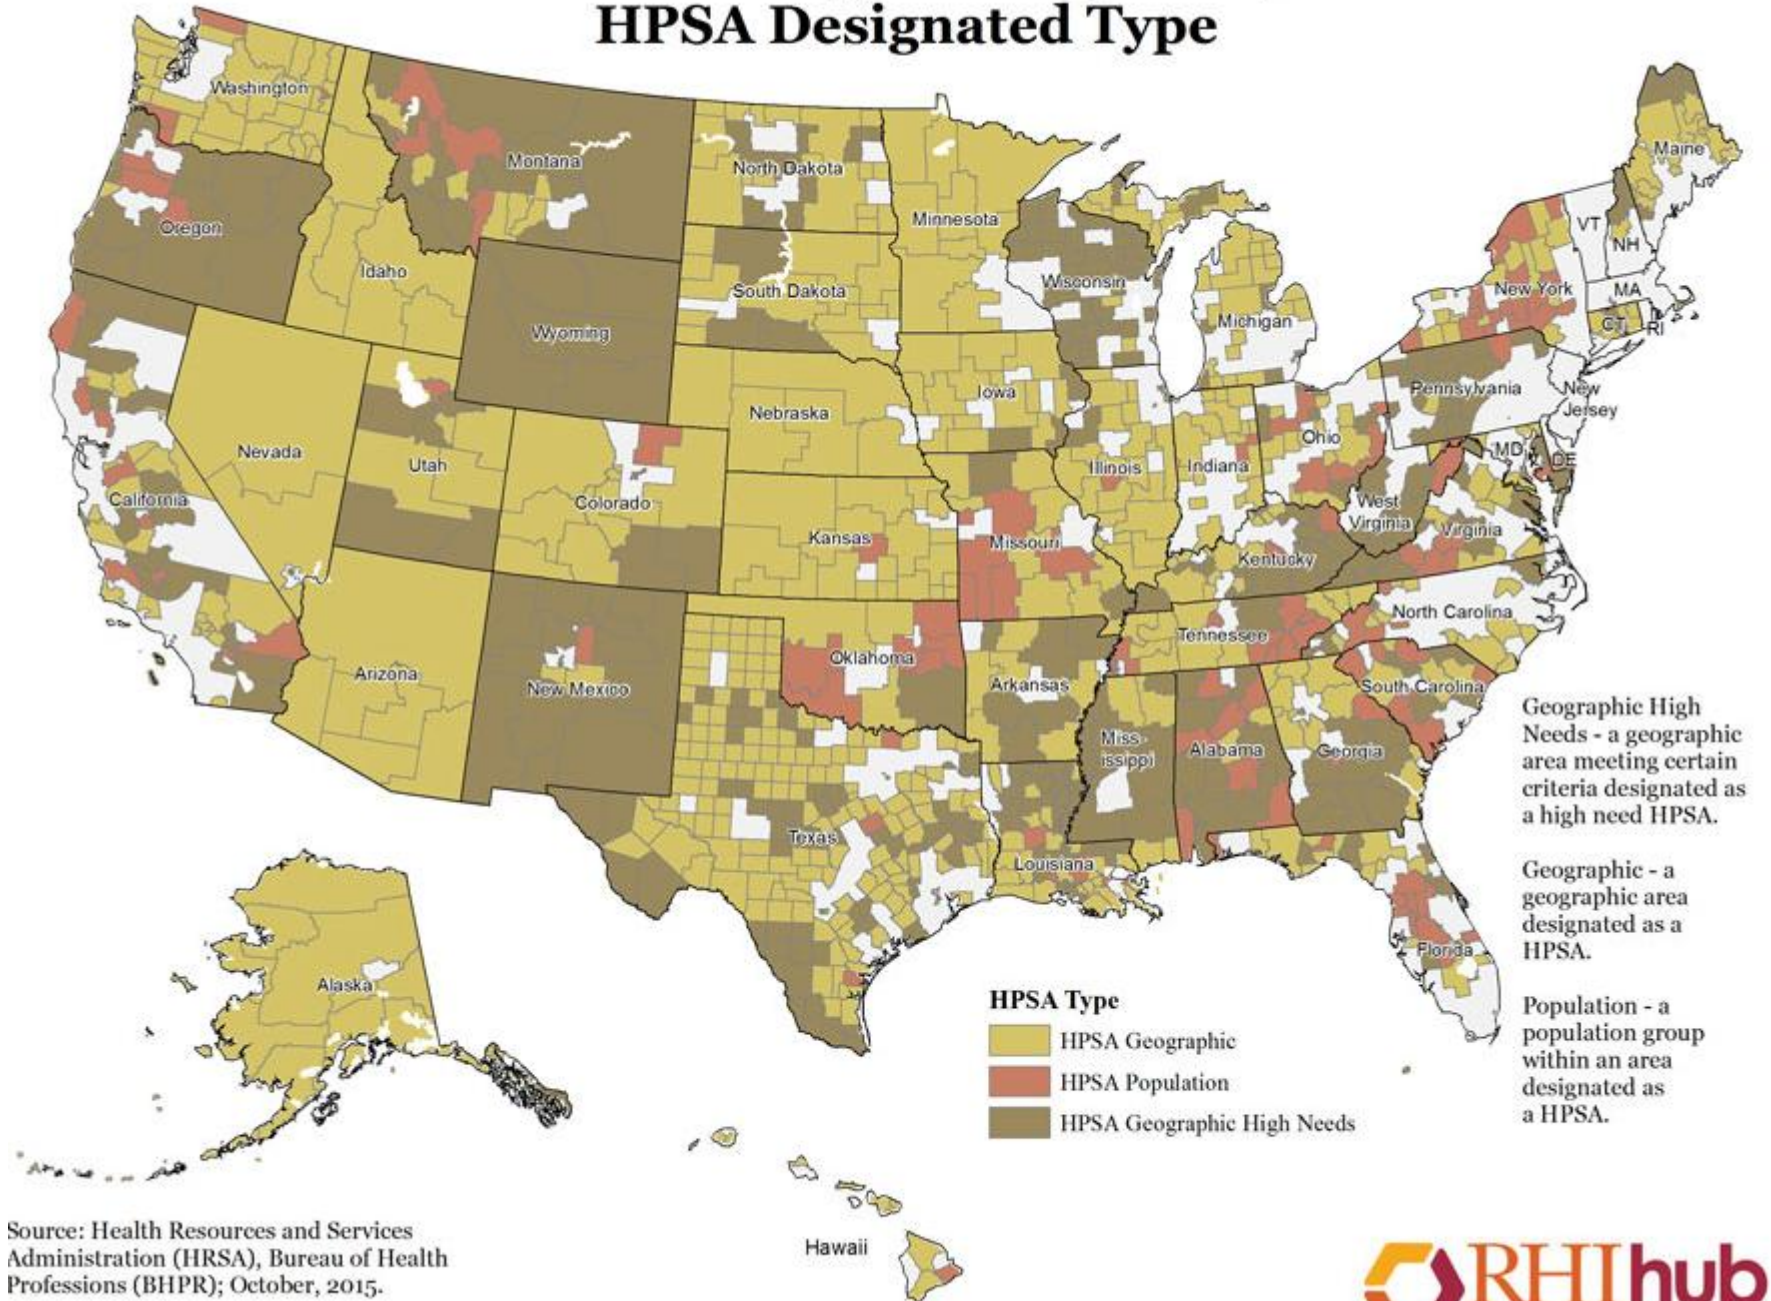 HPSA Designated Type
Washington
Montana
North Dakota
Minnesota
Maine
VT
NH
Oregon
Idaho
Wisconsin
New York
MA
South Dakota
Michigan
CT
RI
Wyoming
Iowa
Pennsylvania
New
Jersey
Nebraska
Nevada
Utah
Ohio
MD
DE
Illinois
Indiana
California
Colorado
West
Virginia
Virginia
Kansas
Missouri
Kentucky
North Carolina
Tennessee
Oklahoma
Arizona
New Mexico
Arkansas
South Carolina
Miss-
issippi
Alabama
Georgia
Texas
Louisiana
Florida
Alaska
Hawaii
Geographic High
Needs - a geographic
area meeting certain
criteria designated as
a high need HPSA.
Geographic - a
geographic area
designated as a
HPSA.
Population - a
population group
within an area
designated as
a HPSA.
HPSA Type
HPSA Geographic
HPSA Population
HPSA Geographic High Needs
Source: Health Resources and Services
Administration (HRSA), Bureau of Health
Professions (BHPR); October, 2015.
RHIhub